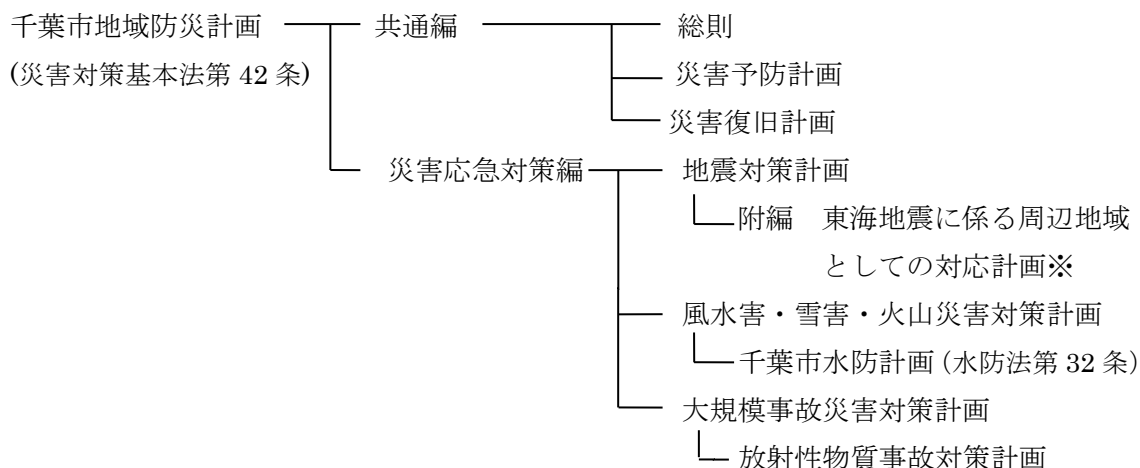 千葉市地域防災計画 共通編 総則
(災害対策基本法第 42 条) 災害予防計画
災害復旧計画
災害応急対策編 地震対策計画
附編 東海地震に係る周辺地域
としての対応計画※
風水害・雪害・火山災害対策計画
千葉市水防計画(水防法第 32 条)
大規模事故災害対策計画
放射性物質事故対策計画